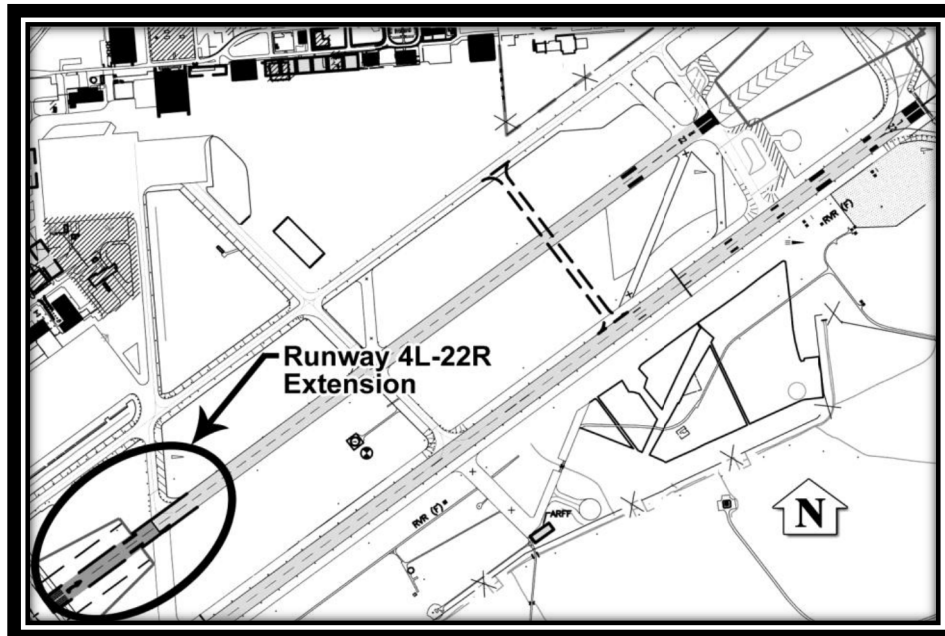 RVR (F)
Runway 4L-22R
Extension
RVR (F)
ARFF
N